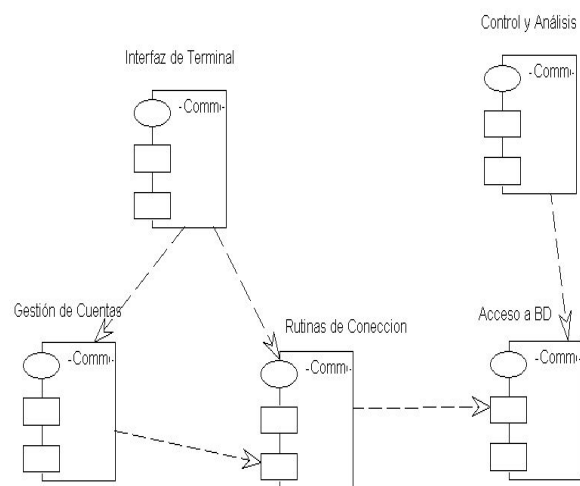 Control y Análisis
Interfaz de Terminal
-Comm-
-Comm-
Gestión de Cuentas
Rutinas de Coneccion
Acceso a BD
-Comm-
-Comm-
-Comm-